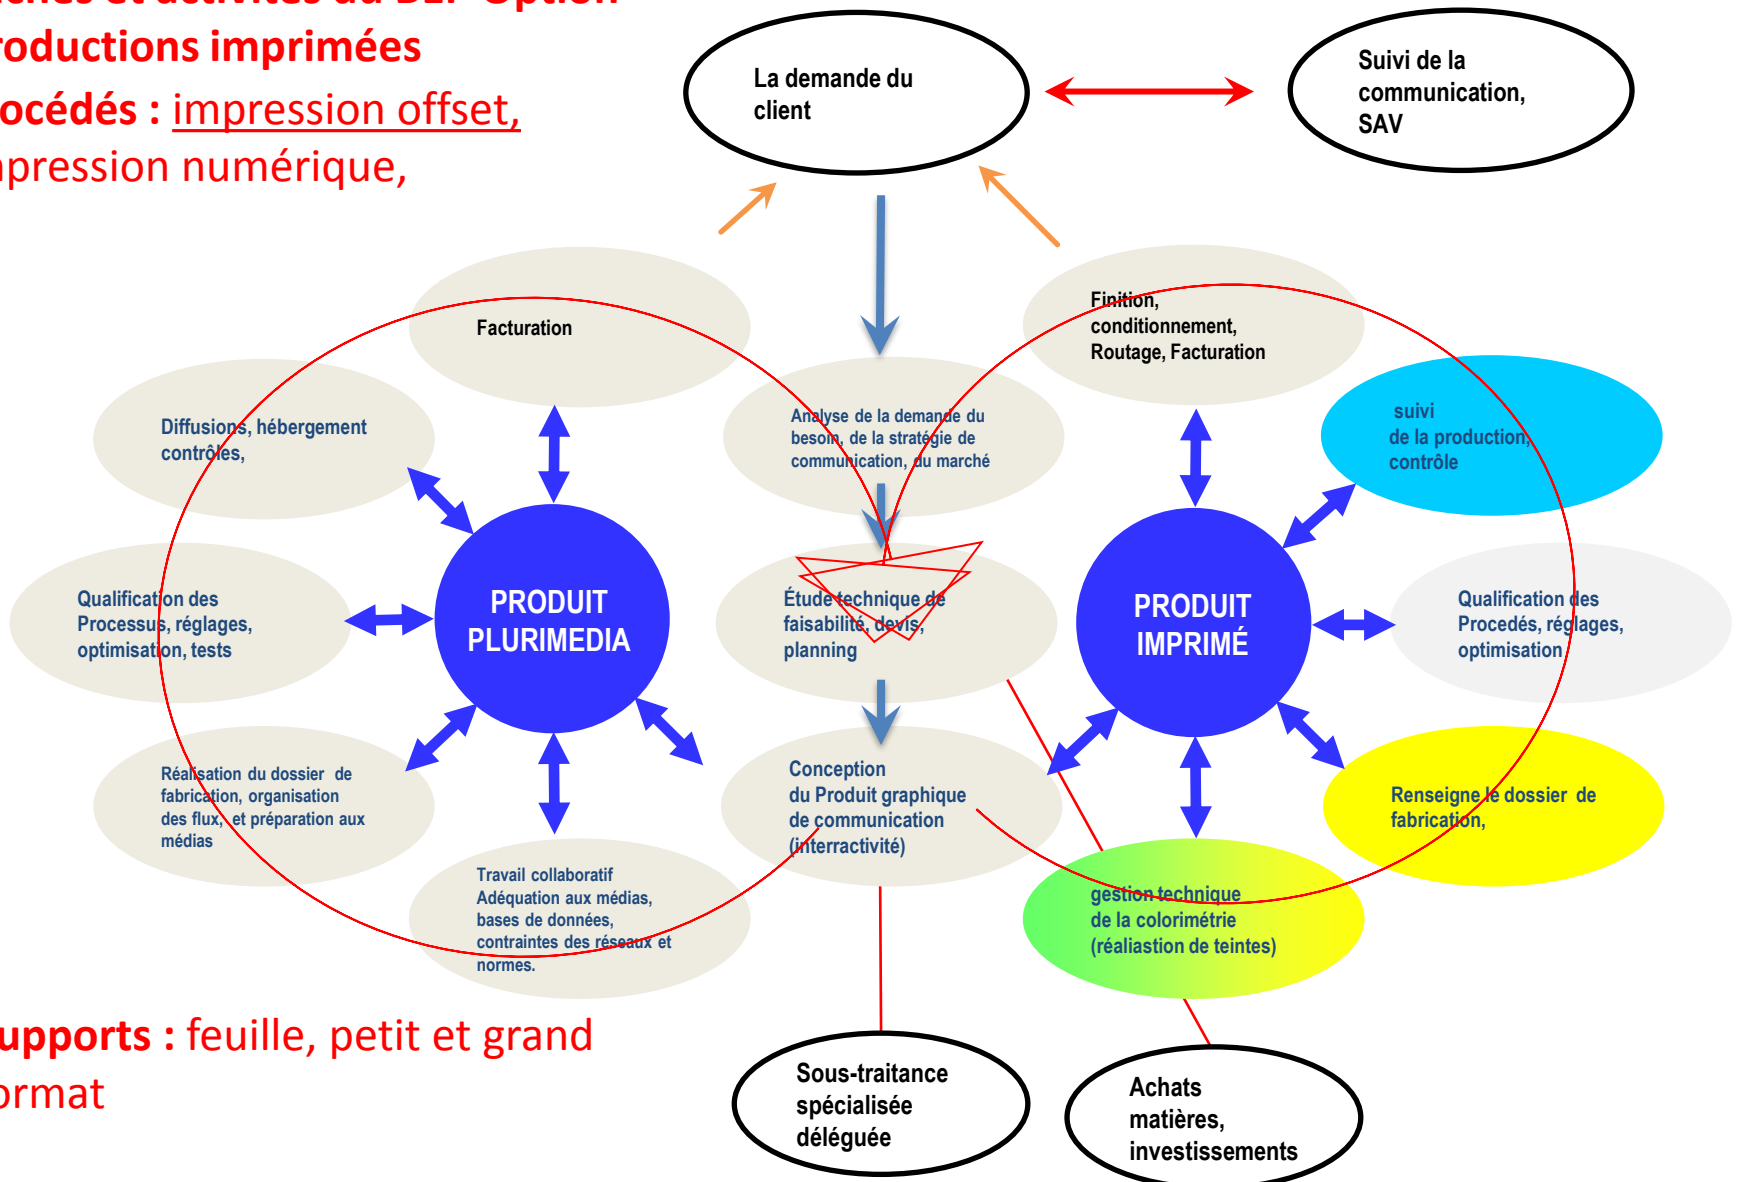 âches et activités du BEP Option
roductions imprimées
océdés : impression offset,
pression numérique,
La demande du
client
Suivi de la
communication,
SAV
Facturation
Finition,
conditionnement,
Routage, Facturation
Diffusions, hébergement
contrôles,
Analyse de la demande du
besoin, de la stratégie de
communication, du marché
suivi
de la production,
contrôle
Qualification des
Processus, réglages,
optimisation, tests
PRODUIT
PLURIMEDIA
Étude technique de
faisabilité, devis,
planning
PRODUIT
IMPRIMÉ
Qualification des
Procedés, réglages,
optimisation
Réalisation du dossier de
fabrication, organisation
des flux, et préparation aux
médias
Conception
du Produit graphique
de communication
(interractivité)
Renseigne le dossier de
fabrication,
Travail collaboratif
Adéquation aux médias,
bases de données,
contraintes des réseaux et
normes.
gestion technique
de la colorimétrie
(réaliastion de teintes)
upports : feuille, petit et grand
ormat
Sous-traitance
spécialisée
déléguée
Achats
matières,
investissements